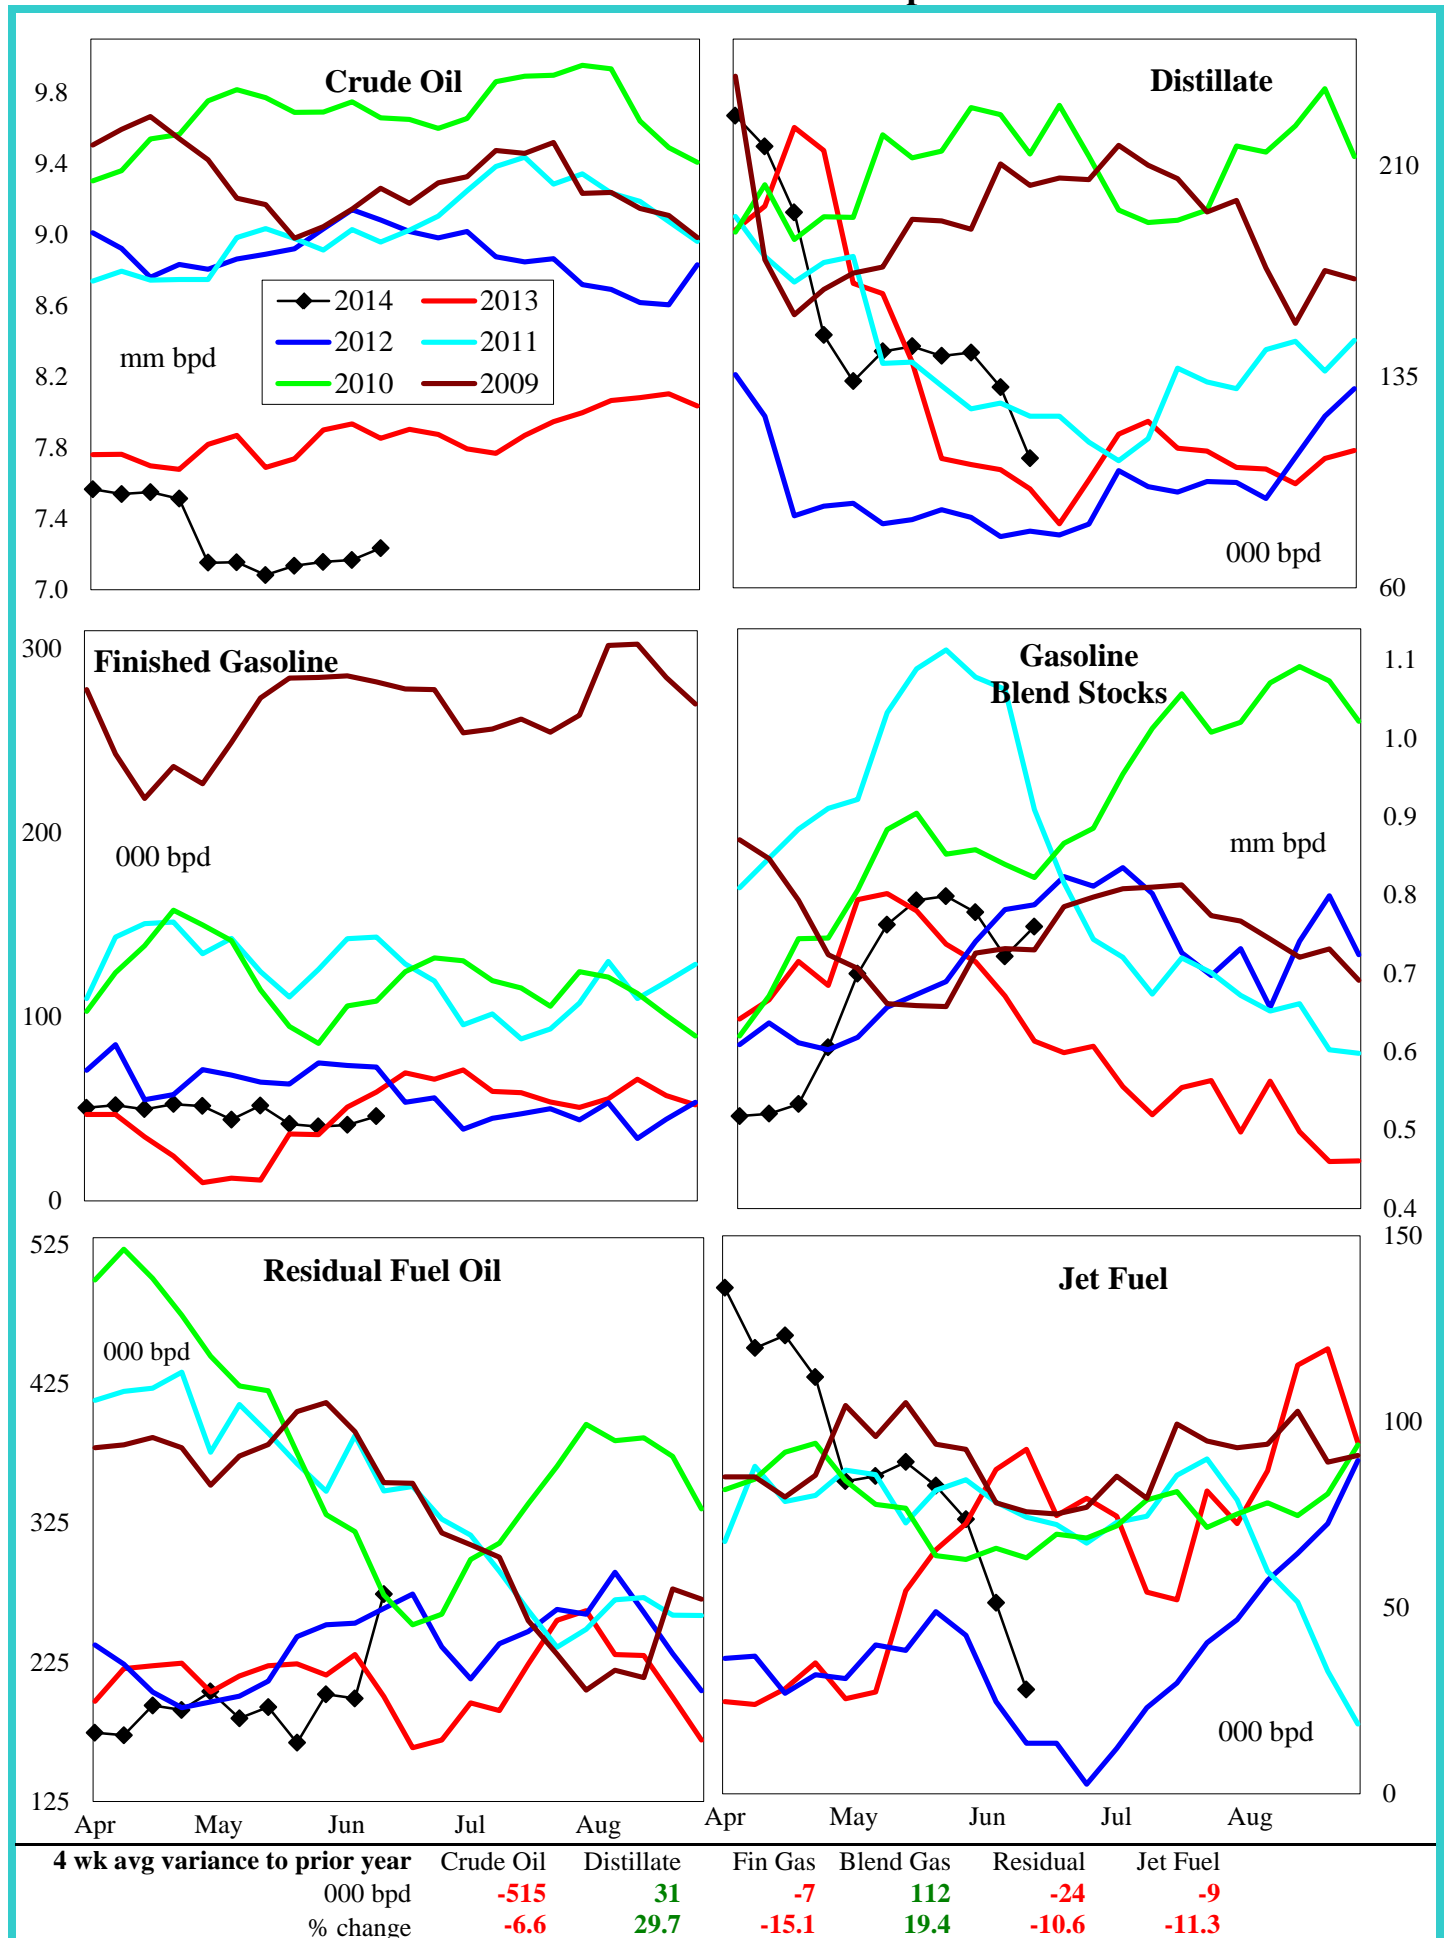 Crude Oil
Distillate
9.8
9.4
9.0
8.6
8.2
7.8
7.4
7.0
mm bpd
2014 2013
2012 2011
2010 2009
210
135
60
000 bpd
300
200
100
0
Finished Gasoline
000 bpd
Gasoline
Blend Stocks
mm bpd
1.1
1.0
0.9
0.8
0.7
0.6
0.5
0.4
525
425
325
225
125
Residual Fuel Oil
000 bpd
Apr May Jun Jul Aug
Jet Fuel
150
100
50
0
000 bpd
Apr May Jun Jul Aug
4 wk avg variance to prior year Crude Oil Distillate Fin Gas Blend Gas Residual Jet Fuel
000 bpd -515 31 -7 112 -24 -9
% change -6.6 29.7 -15.1 19.4 -10.6 -11.3